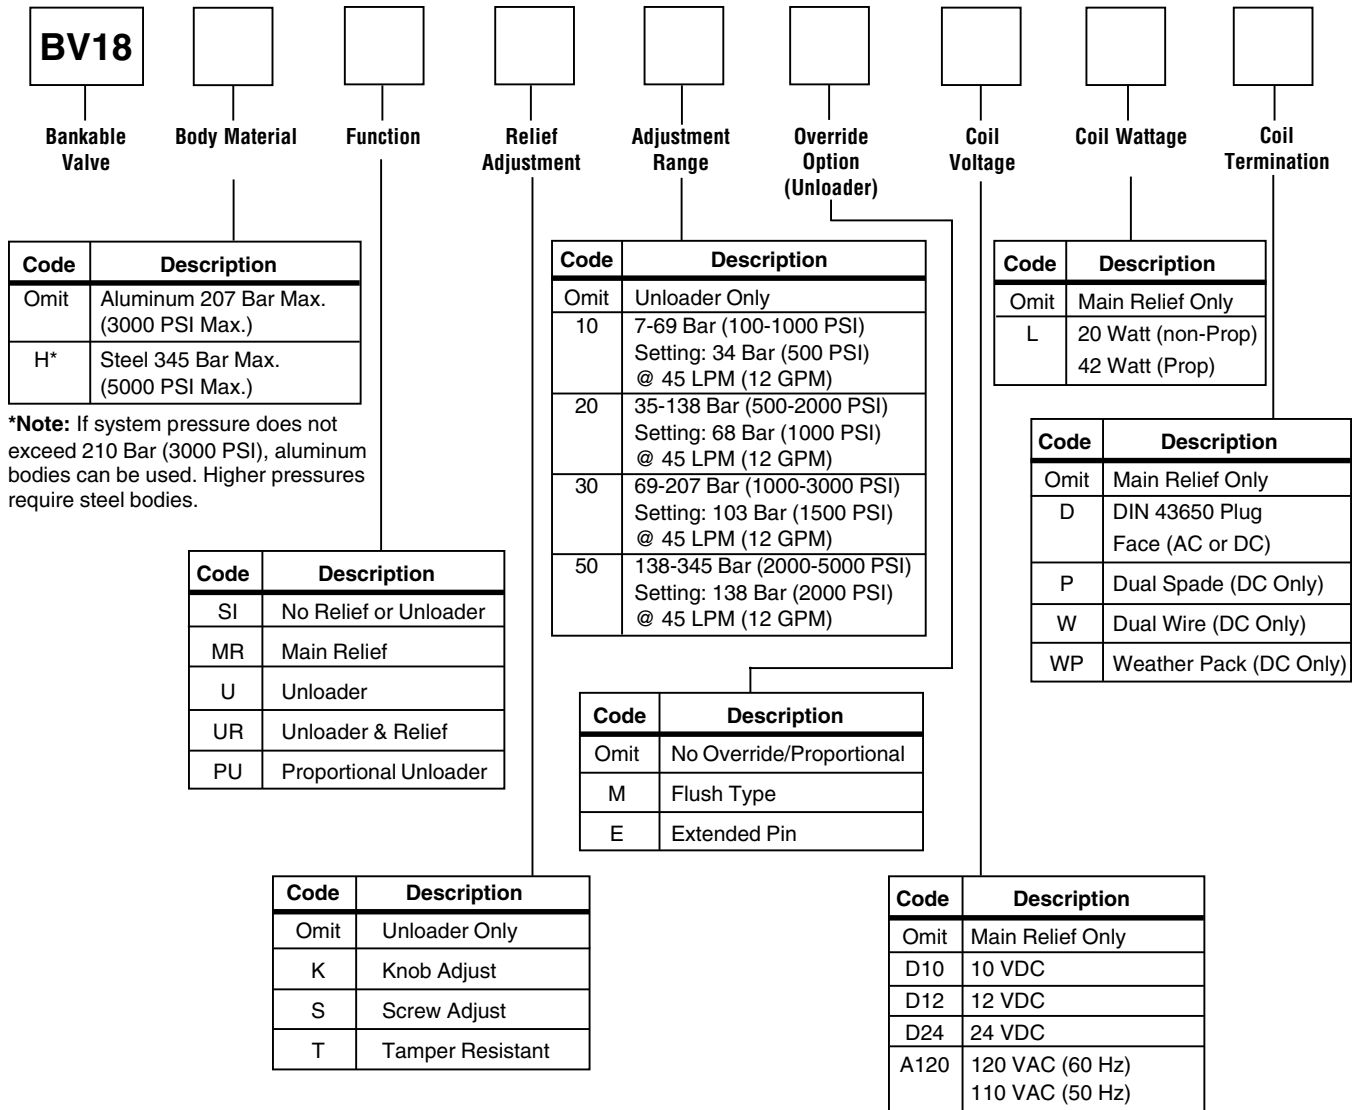 BV18
Bankable
Valve
Body Material
Function
Relief
Adjustment
Adjustment
Range
Override
Option
(Unloader)
Coil
Voltage
Coil Wattage
Coil
Termination
Code Description
Omit Aluminum 207 Bar Max.
(3000 PSI Max.)
H* Steel 345 Bar Max.
(5000 PSI Max.)
*Note: If system pressure does not
exceed 210 Bar (3000 PSI), aluminum
bodies can be used. Higher pressures
require steel bodies.
Code Description
SI No Relief or Unloader
MR Main Relief
U Unloader
UR Unloader & Relief
PU Proportional Unloader
Code Description
Omit Unloader Only
K Knob Adjust
S Screw Adjust
T Tamper Resistant
Code Description
Omit Unloader Only
10 7-69 Bar (100-1000 PSI)
Setting: 34 Bar (500 PSI)
@ 45 LPM (12 GPM)
20 35-138 Bar (500-2000 PSI)
Setting: 68 Bar (1000 PSI)
@ 45 LPM (12 GPM)
30 69-207 Bar (1000-3000 PSI)
Setting: 103 Bar (1500 PSI)
@ 45 LPM (12 GPM)
50 138-345 Bar (2000-5000 PSI)
Setting: 138 Bar (2000 PSI)
@ 45 LPM (12 GPM)
Code Description
Omit No Override/Proportional
M Flush Type
E Extended Pin
Code Description
Omit Main Relief Only
D10 10 VDC
D12 12 VDC
D24 24 VDC
A120 120 VAC (60 Hz)
110 VAC (50 Hz)
Code Description
Omit Main Relief Only
L 20 Watt (non-Prop)
42 Watt (Prop)
Code Description
Omit Main Relief Only
D DIN 43650 Plug
Face (AC or DC)
P Dual Spade (DC Only)
W Dual Wire (DC Only)
WP Weather Pack (DC Only)